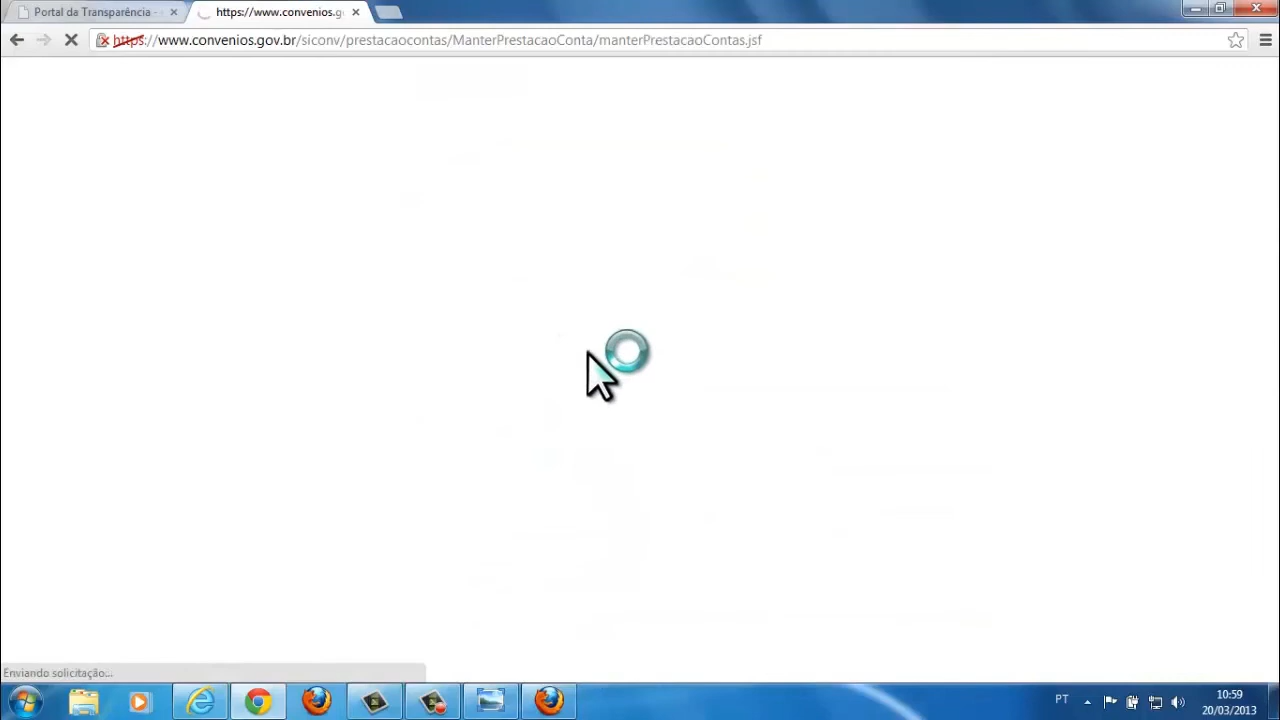 Portal da Transparência -
https://www.convenios.g
https://www.convenios.gov.br/siconv/prestacaocontas/ManterPrestacaoConta/manterPrestacaoContas.jsf
Enviando solicitação...
PT
10:59
20/03/2013